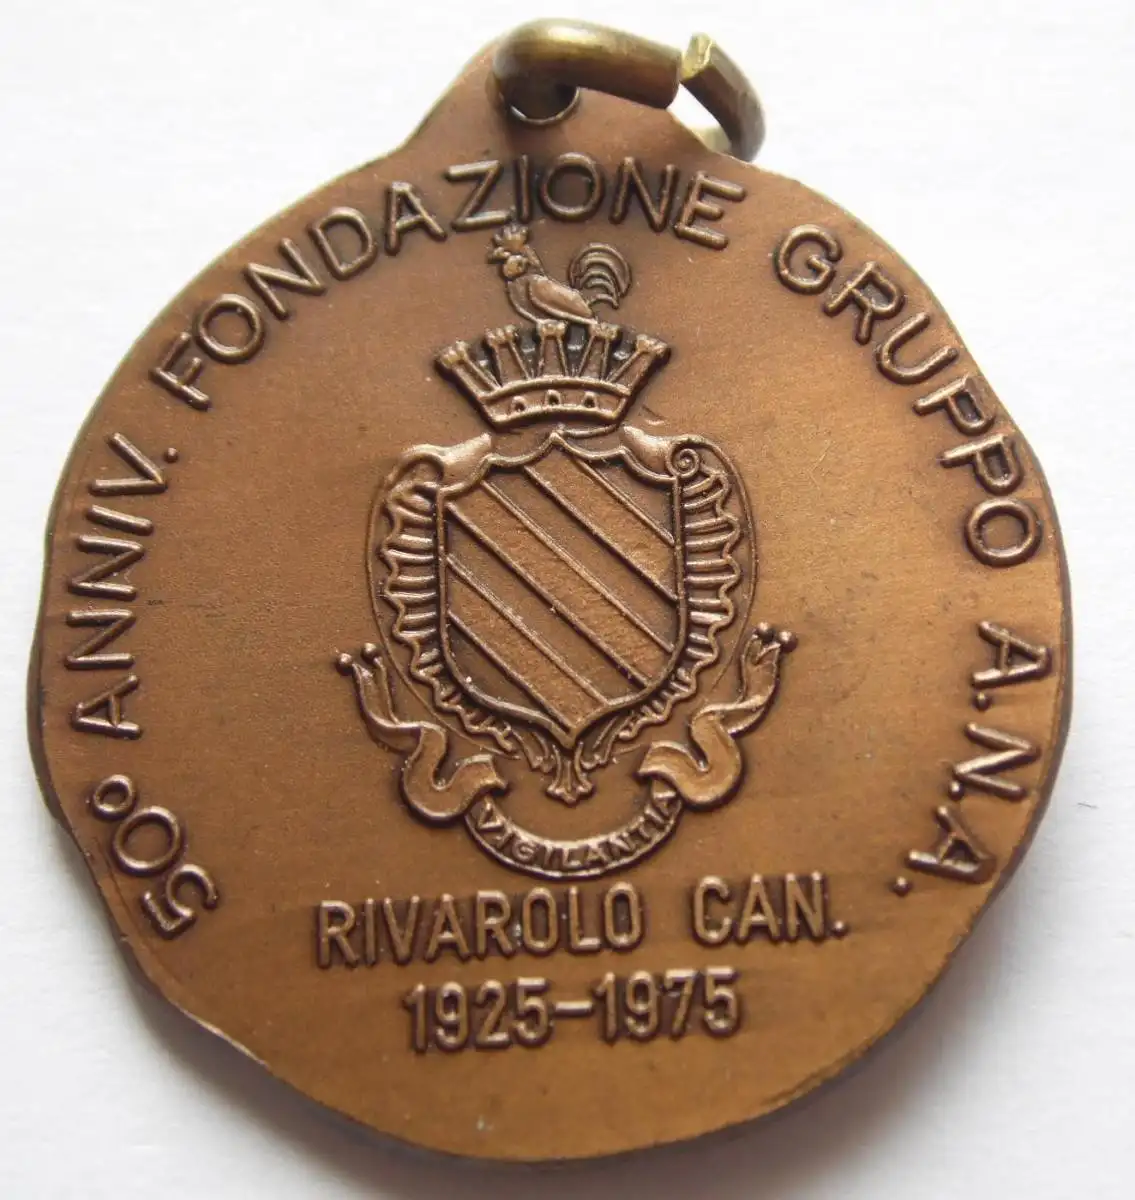 50° ANNIV. FONDAZIONE GRUPPO A.N.A.
VIGILANTIA
RIVAROLO CAN.
1925-1975